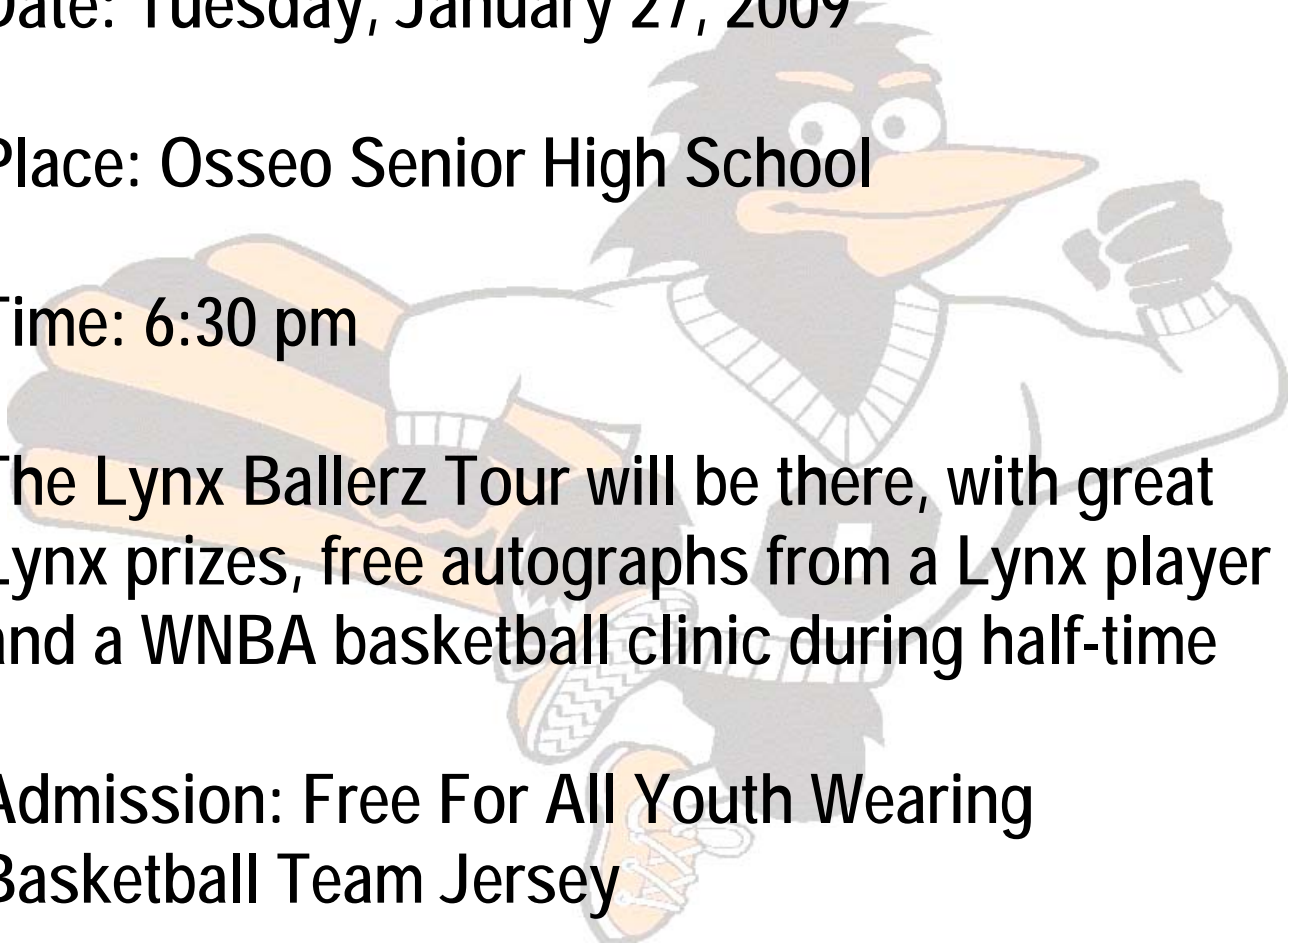 Date: Tuesday, January 27, 2009
Place: Osseo Senior High School
Time: 6:30 pm
The Lynx Ballerz Tour will be there, with great
Lynx prizes, free autographs from a Lynx player
and a WNBA basketball clinic during half-time
Admission: Free For All Youth Wearing
Basketball Team Jersey